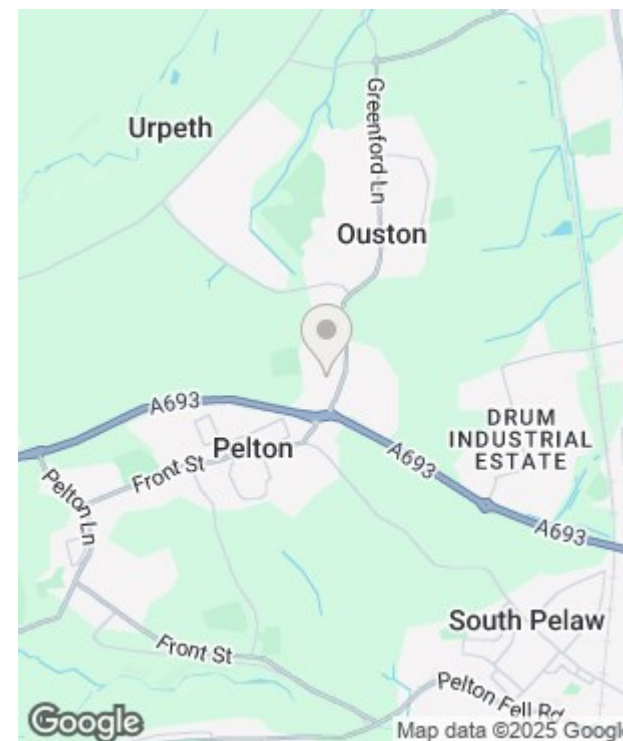 Urpeth
Greenford Ln
Ouston
A693
DRUM
INDUSTRIAL
ESTATE
Pelton
Front St
A693
Pelton Ln
A693
South Pelaw
Front St
Pelton Fell Rd
Google
Map data ©2025 Google